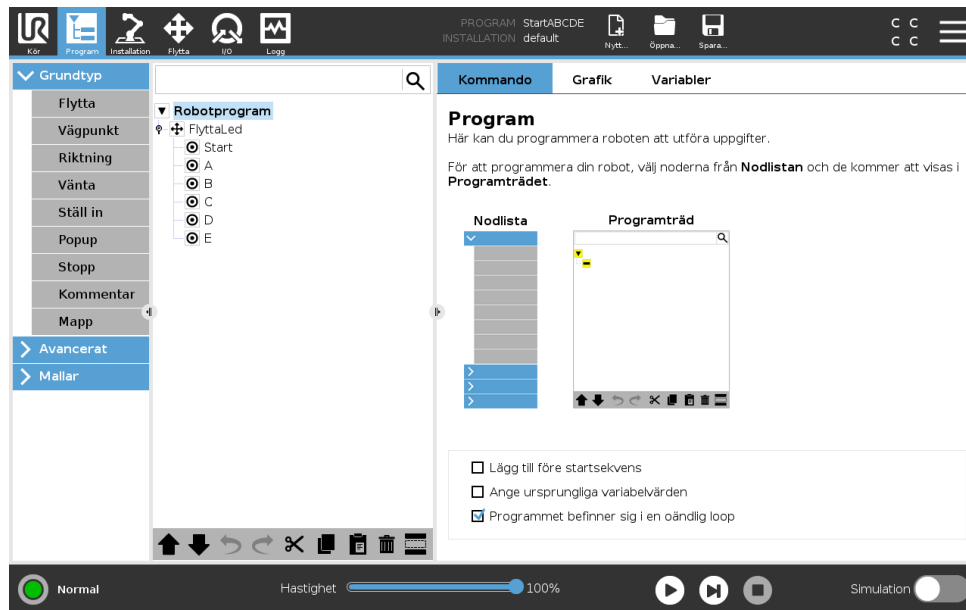 UR
Kör
Program
Installation
Flytta
I/O
Logg
PROGRAM StartABCDE
INSTALLATION default
Nytt...
Öppna...
Spara...
C C
C C
Grundtyp
Flytta
Vägpunkt
Riktning
Vänta
Ställ in
Popup
Stopp
Kommentar
Mapp
Avancerat
Mallar
Robotprogram
FlyttaLed
Start
A
B
C
D
E
Kommando Grafik Variabler
Program
Här kan du programmera roboten att utföra uppgifter.
För att programmera din robot, välj noderna från Nodlistan och de kommer att visas i
Programträdet.
Nodlista
Programträd
Lägg till före startsekvens
Ange ursprungliga variabelvärden
Programmet befinner sig i en oändlig loop
Normal
Hastighet 100%
Simulation